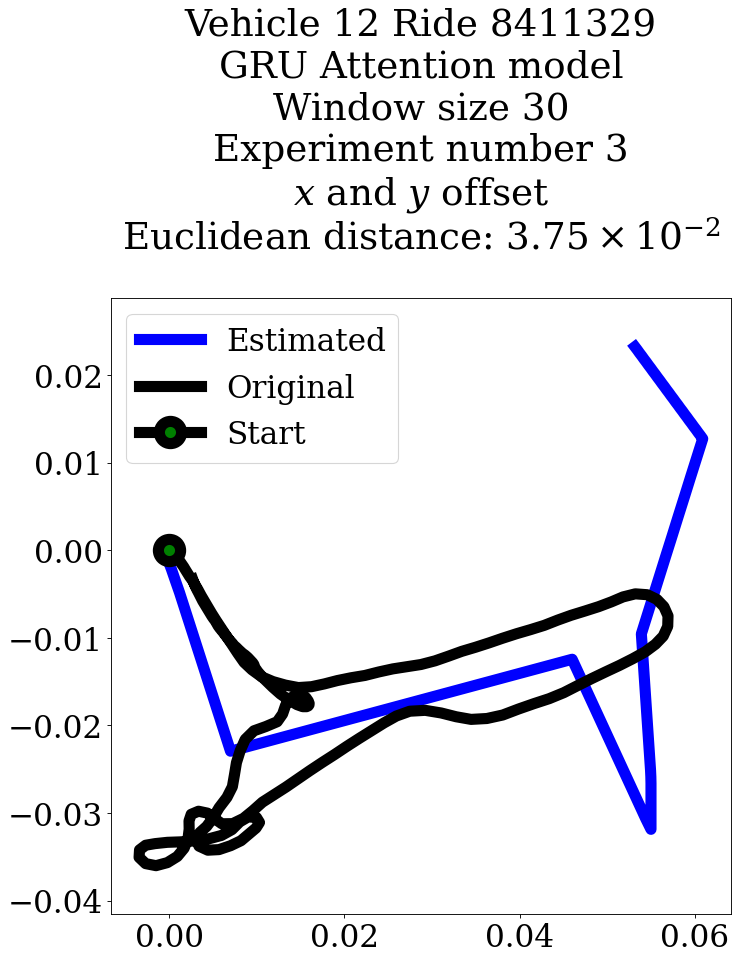 Vehicle 12 Ride 8411329
GRU Attention model
Window size 30
Experiment number 3
x and y offset
Euclidean distance: 3.75 × 10⁻²
Estimated
Original
Start
0.02
0.01
0.00
−0.01
−0.02
−0.03
−0.04
0.00 0.02 0.04 0.06